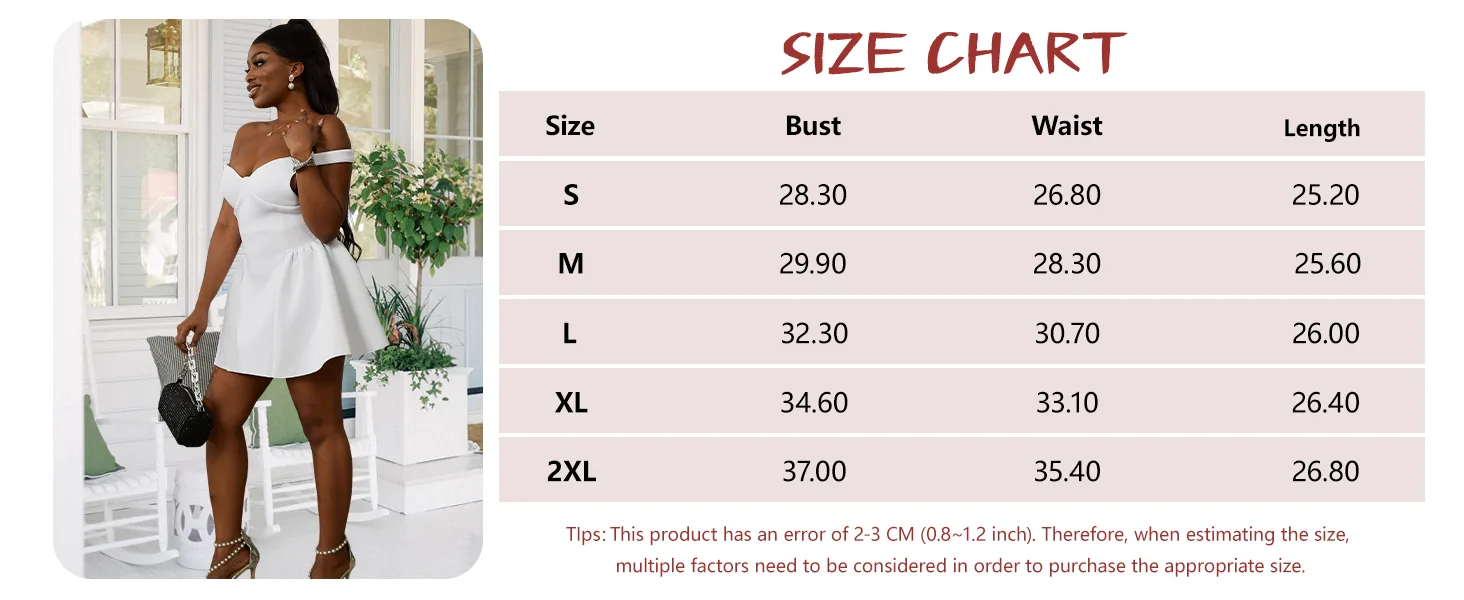 SIZE CHART
Size Bust Waist Length
S 28.30 26.80 25.20
M 29.90 28.30 25.60
L 32.30 30.70 26.00
XL 34.60 33.10 26.40
2XL 37.00 35.40 26.80
TIps: This product has an error of 2-3 CM (0.8~1.2 inch). Therefore, when estimating the size,
multiple factors need to be considered in order to purchase the appropriate size.